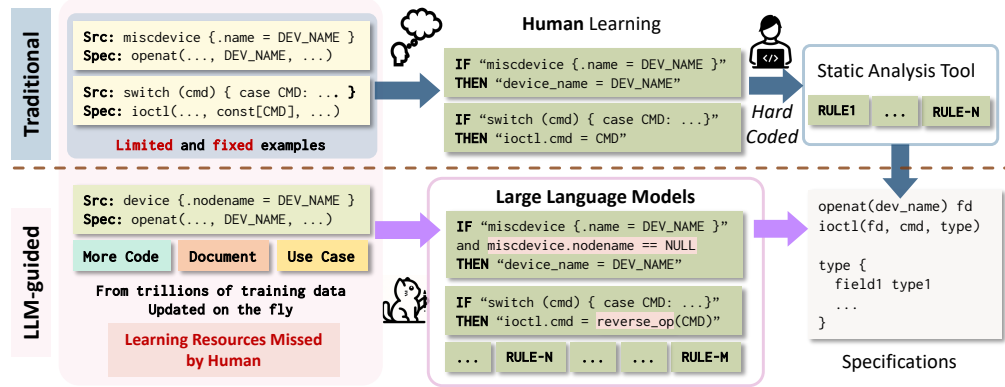 Traditional
Src: miscdevice {.name = DEV_NAME }
Spec: openat(..., DEV_NAME, ...)
Src: switch (cmd) { case CMD: ... }
Spec: ioctl(..., const[CMD], ...)
Limited and fixed examples
Human Learning
IF “miscdevice {.name = DEV_NAME }”
THEN “device_name = DEV_NAME”
IF “switch (cmd) { case CMD: ...}”
THEN “ioctl.cmd = CMD”
Hard
Coded
Static Analysis Tool
RULE1
...
RULE-N
LLM-guided
Src: device {.nodename = DEV_NAME }
Spec: openat(..., DEV_NAME, ...)
More Code
Document
Use Case
From trillions of training data
Updated on the fly
Learning Resources Missed
by Human
Large Language Models
IF “miscdevice {.name = DEV_NAME }”
and miscdevice.nodename == NULL
THEN “device_name = DEV_NAME”
IF “switch (cmd) { case CMD: ...}”
THEN “ioctl.cmd = reverse_op(CMD)”
...
RULE-N
...
...
RULE-M
openat(dev_name) fd
ioctl(fd, cmd, type)
type {
field1 type1
...
}
Specifications